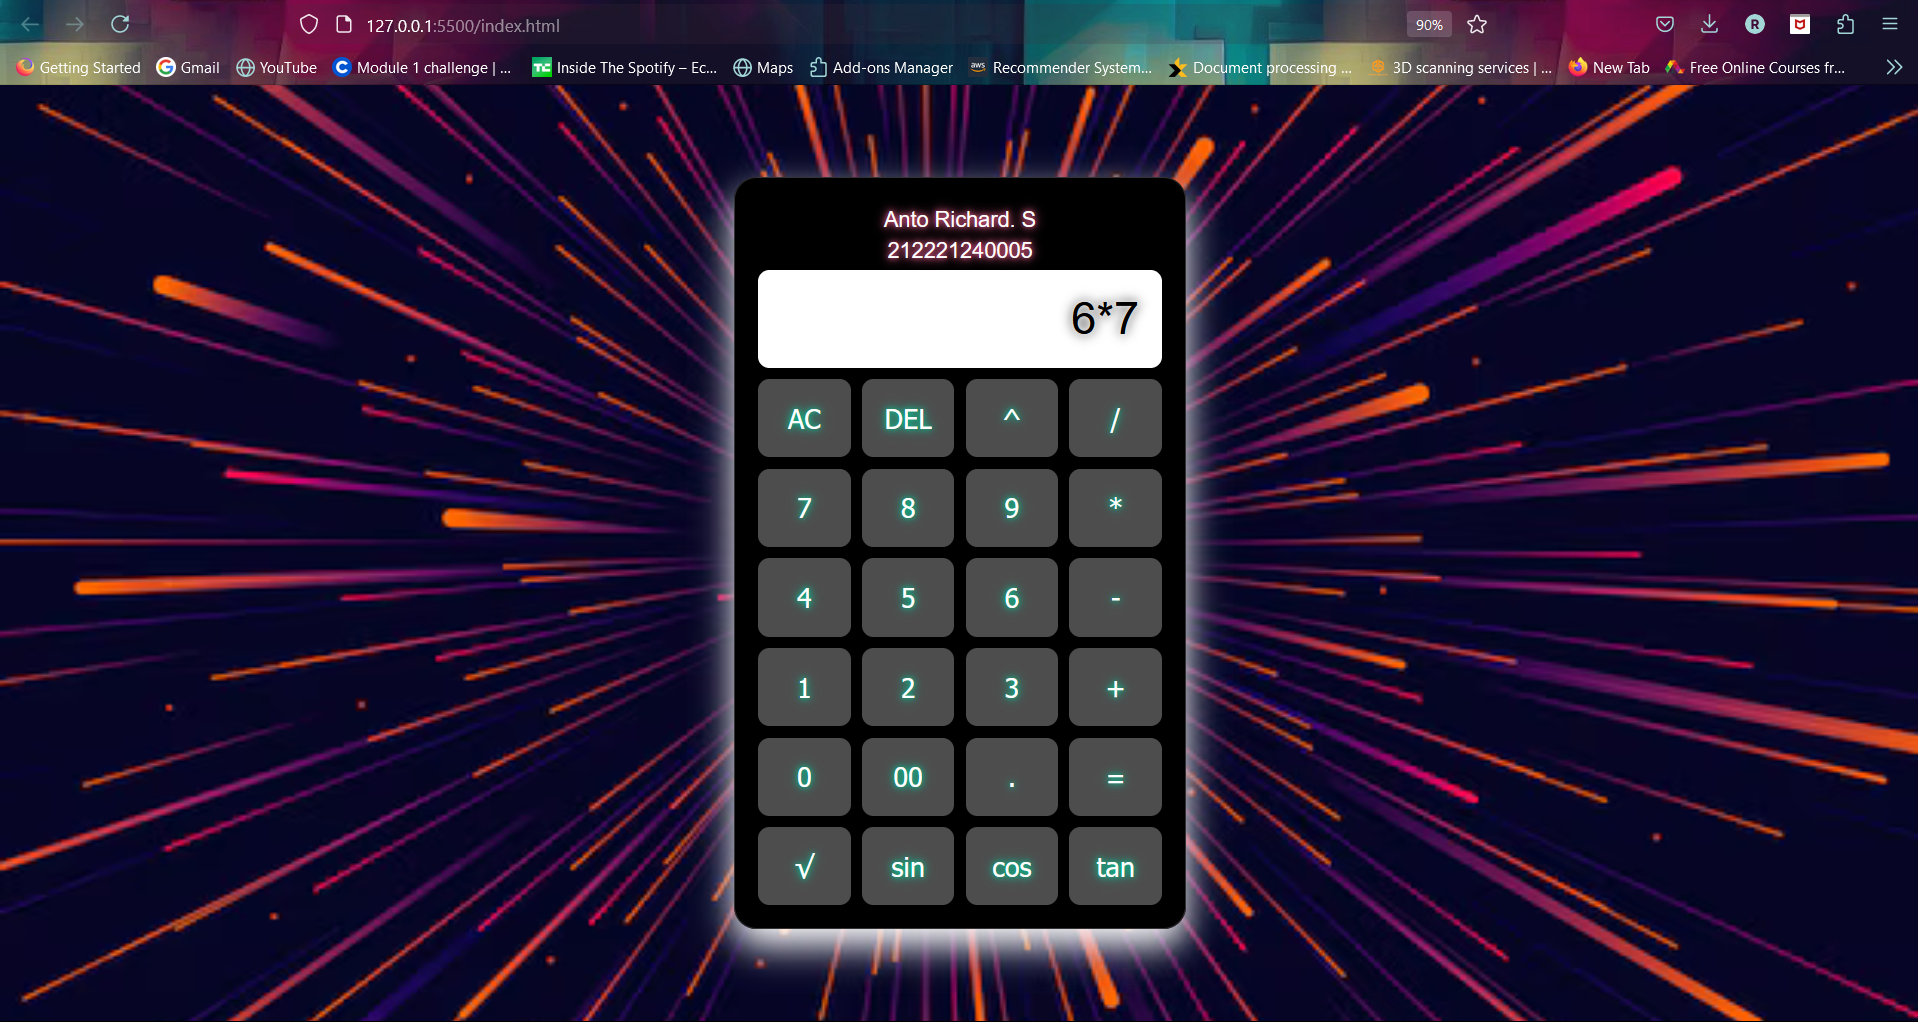 127.0.0.1:5500/index.html
90%
R
Getting Started
Gmail
YouTube
C Module 1 challenge | ...
TC Inside The Spotify – Ec...
Maps
Add-ons Manager
aws Recommender System...
Document processing ...
3D scanning services | ...
New Tab
Free Online Courses fr...
Anto Richard. S
212221240005
6*7
AC DEL ^ /
7 8 9 *
4 5 6 -
1 2 3 +
0 00 . =
√ sin cos tan